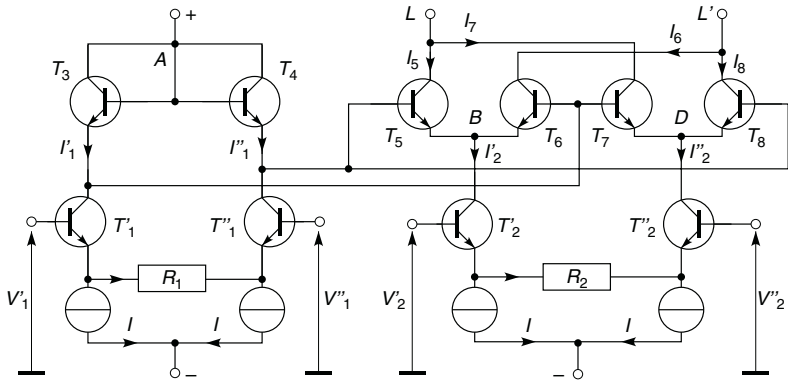 + L L'
I7 I6
A
T3 T4 I5 I8
B D
T5 T6 T7 T8
I'1 I"1 I'2 I"2
T'1 T"1 T'2 T"2
R1 R2
V'1 V"1 V'2 V"2
I I I I
− −